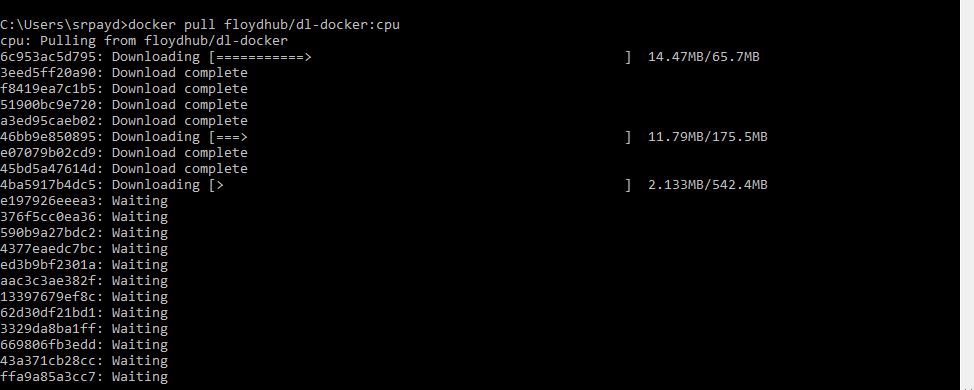 C:\Users\srpayd>docker pull floydhub/dl-docker:cpu
cpu: Pulling from floydhub/dl-docker
6c953ac5d795: Downloading [===========>                                       ]  14.47MB/65.7MB
3eed5ff20a90: Download complete
f8419ea7c1b5: Download complete
51900bc9e720: Download complete
a3ed95caeb02: Download complete
46bb9e850895: Downloading [===>                                               ]  11.79MB/175.5MB
e07079b02cd9: Download complete
45bd5a47614d: Download complete
4ba5917b4dc5: Downloading [>                                                  ]  2.133MB/542.4MB
e197926eeea3: Waiting
376f5cc0ea36: Waiting
590b9a27bdc2: Waiting
4377eaedc7bc: Waiting
ed3b9bf2301a: Waiting
aac3c3ae382f: Waiting
13397679ef8c: Waiting
62d30df21bd1: Waiting
3329da8ba1ff: Waiting
669806fb3edd: Waiting
43a371cb28cc: Waiting
ffa9a85a3cc7: Waiting